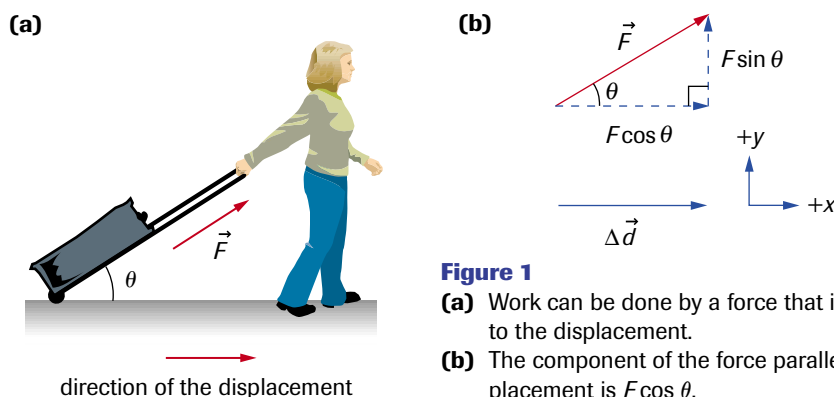 (a)
F
θ
direction of the displacement
(b)
F
F sin θ
θ
F cos θ
+y
+x
Δd
Figure 1
(a) Work can be done by a force that i
to the displacement.
(b) The component of the force paralle
placement is F cos θ.